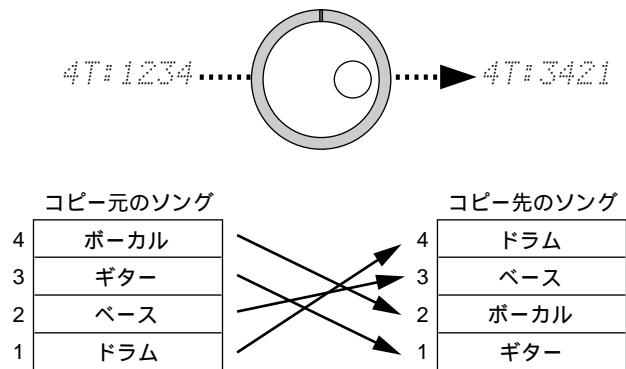 4T:1234 4T:3421
コピー元のソング コピー先のソング
4 ボーカル 4 ドラム
3 ギター 3 ベース
2 ベース 2 ボーカル
1 ドラム 1 ギター